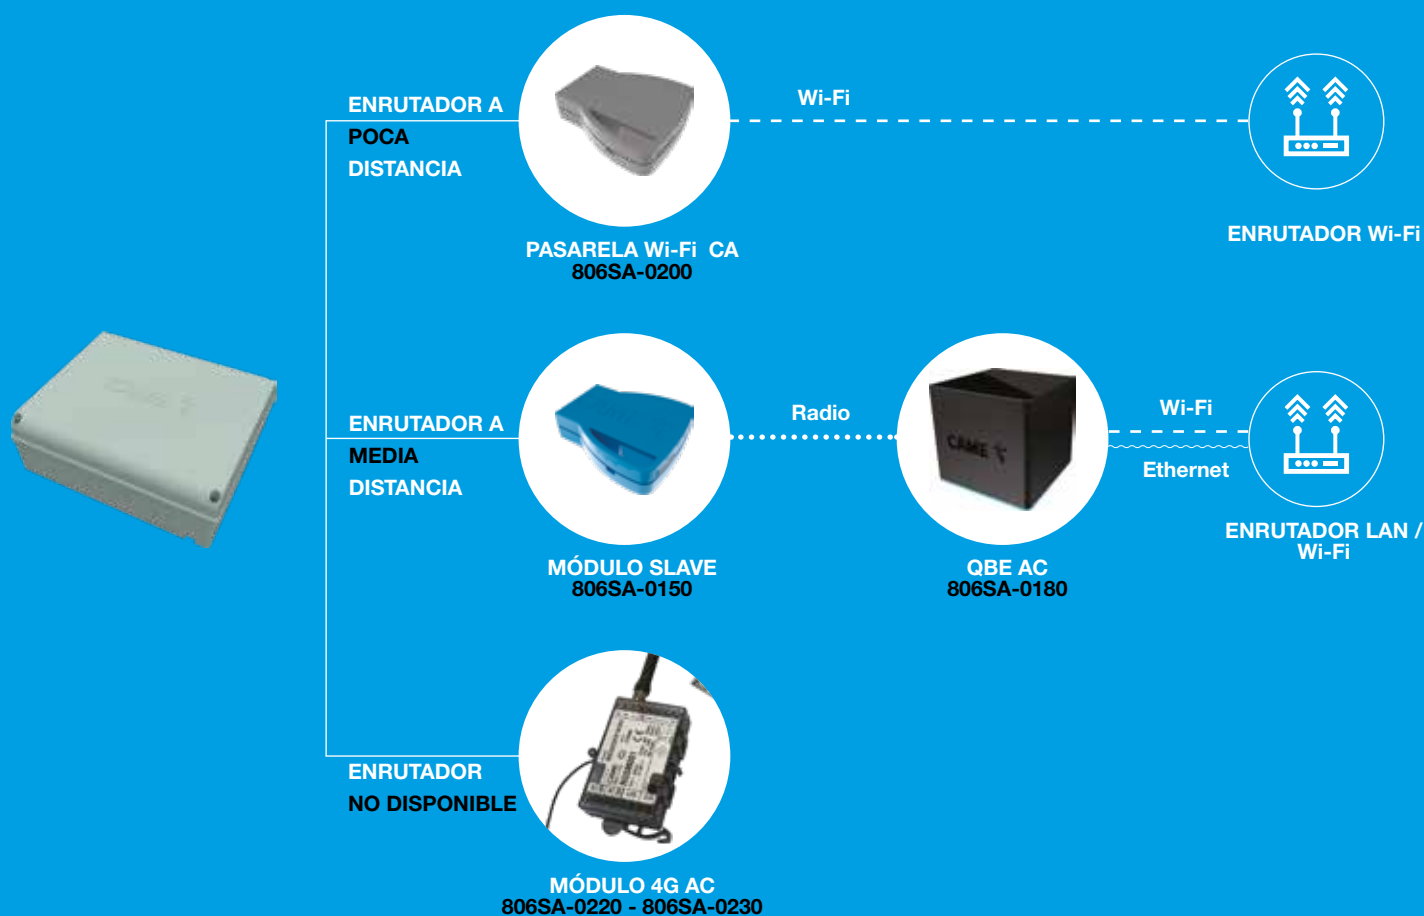 ENRUTADOR A
POCA
DISTANCIA
Wi-Fi
PASARELA Wi-Fi CA
806SA-0200
ENRUTADOR Wi-Fi
ENRUTADOR A
MEDIA
DISTANCIA
Radio
CAME
Wi-Fi
Ethernet
MÓDULO SLAVE
806SA-0150
QBE AC
806SA-0180
ENRUTADOR LAN /
Wi-Fi
ENRUTADOR
NO DISPONIBLE
MÓDULO 4G AC
806SA-0220 - 806SA-0230